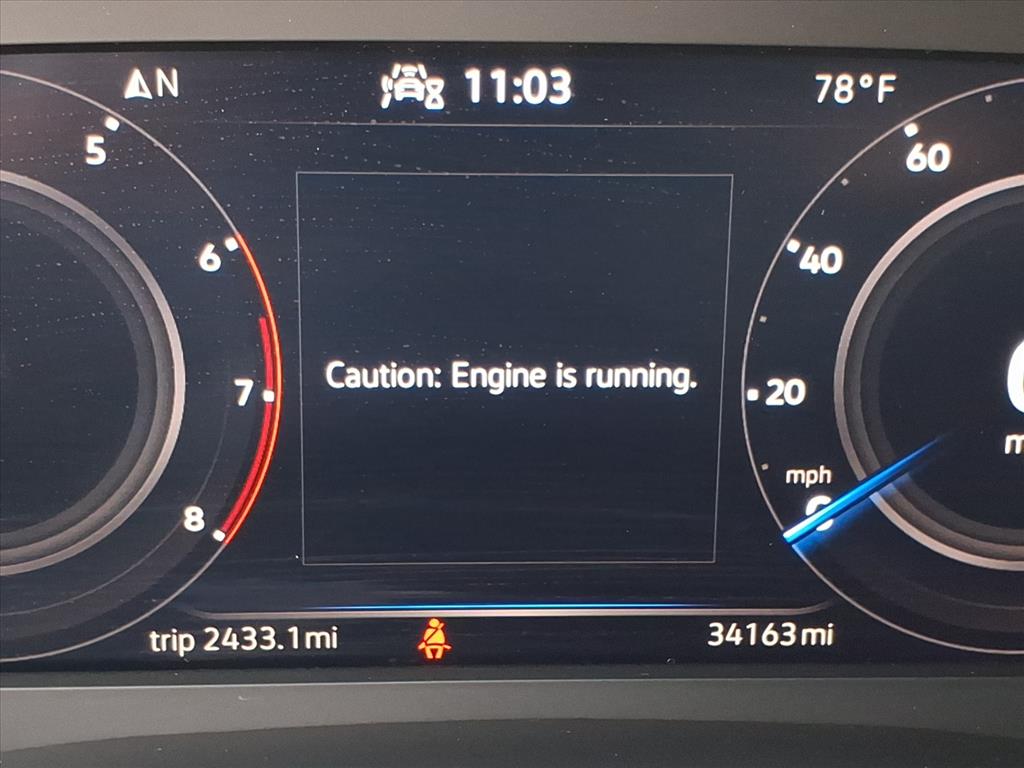 N 11:03 78°F
5 60
6 40
Caution: Engine is running.
7 20
mph
8 0
trip 2433.1mi 34163mi